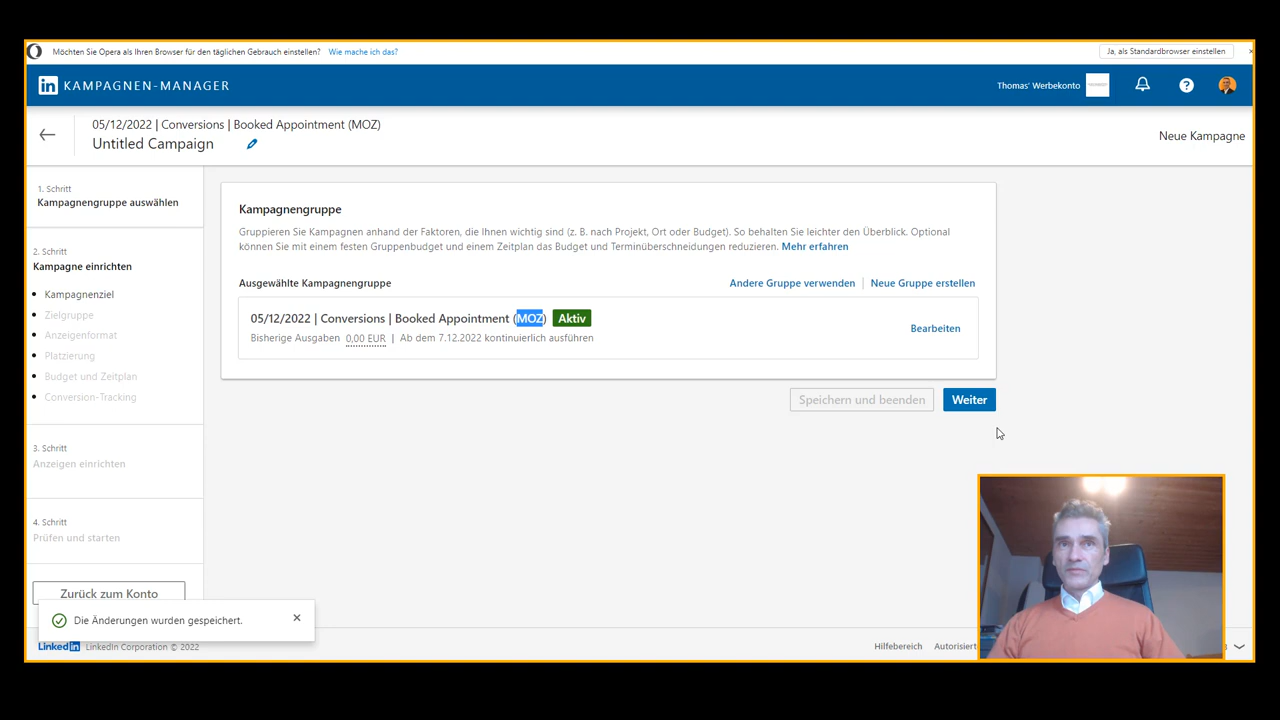 Möchten Sie Opera als Ihren Browser für den täglichen Gebrauch einstellen? Wie mache ich das? Ja, als Standardbrowser einstellen
in KAMPAGNEN-MANAGER Thomas' Werbekonto
05/12/2022 | Conversions | Booked Appointment (MOZ)
Untitled Campaign
Neue Kampagne
1. Schritt
Kampagnengruppe auswählen
2. Schritt
Kampagne einrichten
Kampagnenziel
Zielgruppe
Anzeigenformat
Platzierung
Budget und Zeitplan
Conversion-Tracking
3. Schritt
Anzeigen einrichten
4. Schritt
Prüfen und starten
Zurück zum Konto
Kampagnengruppe
Gruppieren Sie Kampagnen anhand der Faktoren, die Ihnen wichtig sind (z. B. nach Projekt, Ort oder Budget). So behalten Sie leichter den Überblick. Optional
können Sie mit einem festen Gruppenbudget und einem Zeitplan das Budget und Terminüberschneidungen reduzieren. Mehr erfahren
Ausgewählte Kampagnengruppe Andere Gruppe verwenden | Neue Gruppe erstellen
05/12/2022 | Conversions | Booked Appointment (MOZ) Aktiv
Bisherige Ausgaben 0,00 EUR | Ab dem 7.12.2022 kontinuierlich ausführen
Bearbeiten
Speichern und beenden Weiter
Die Änderungen wurden gespeichert.
LinkedIn LinkedIn Corporation © 2022 Hilfebereich Autorisiert